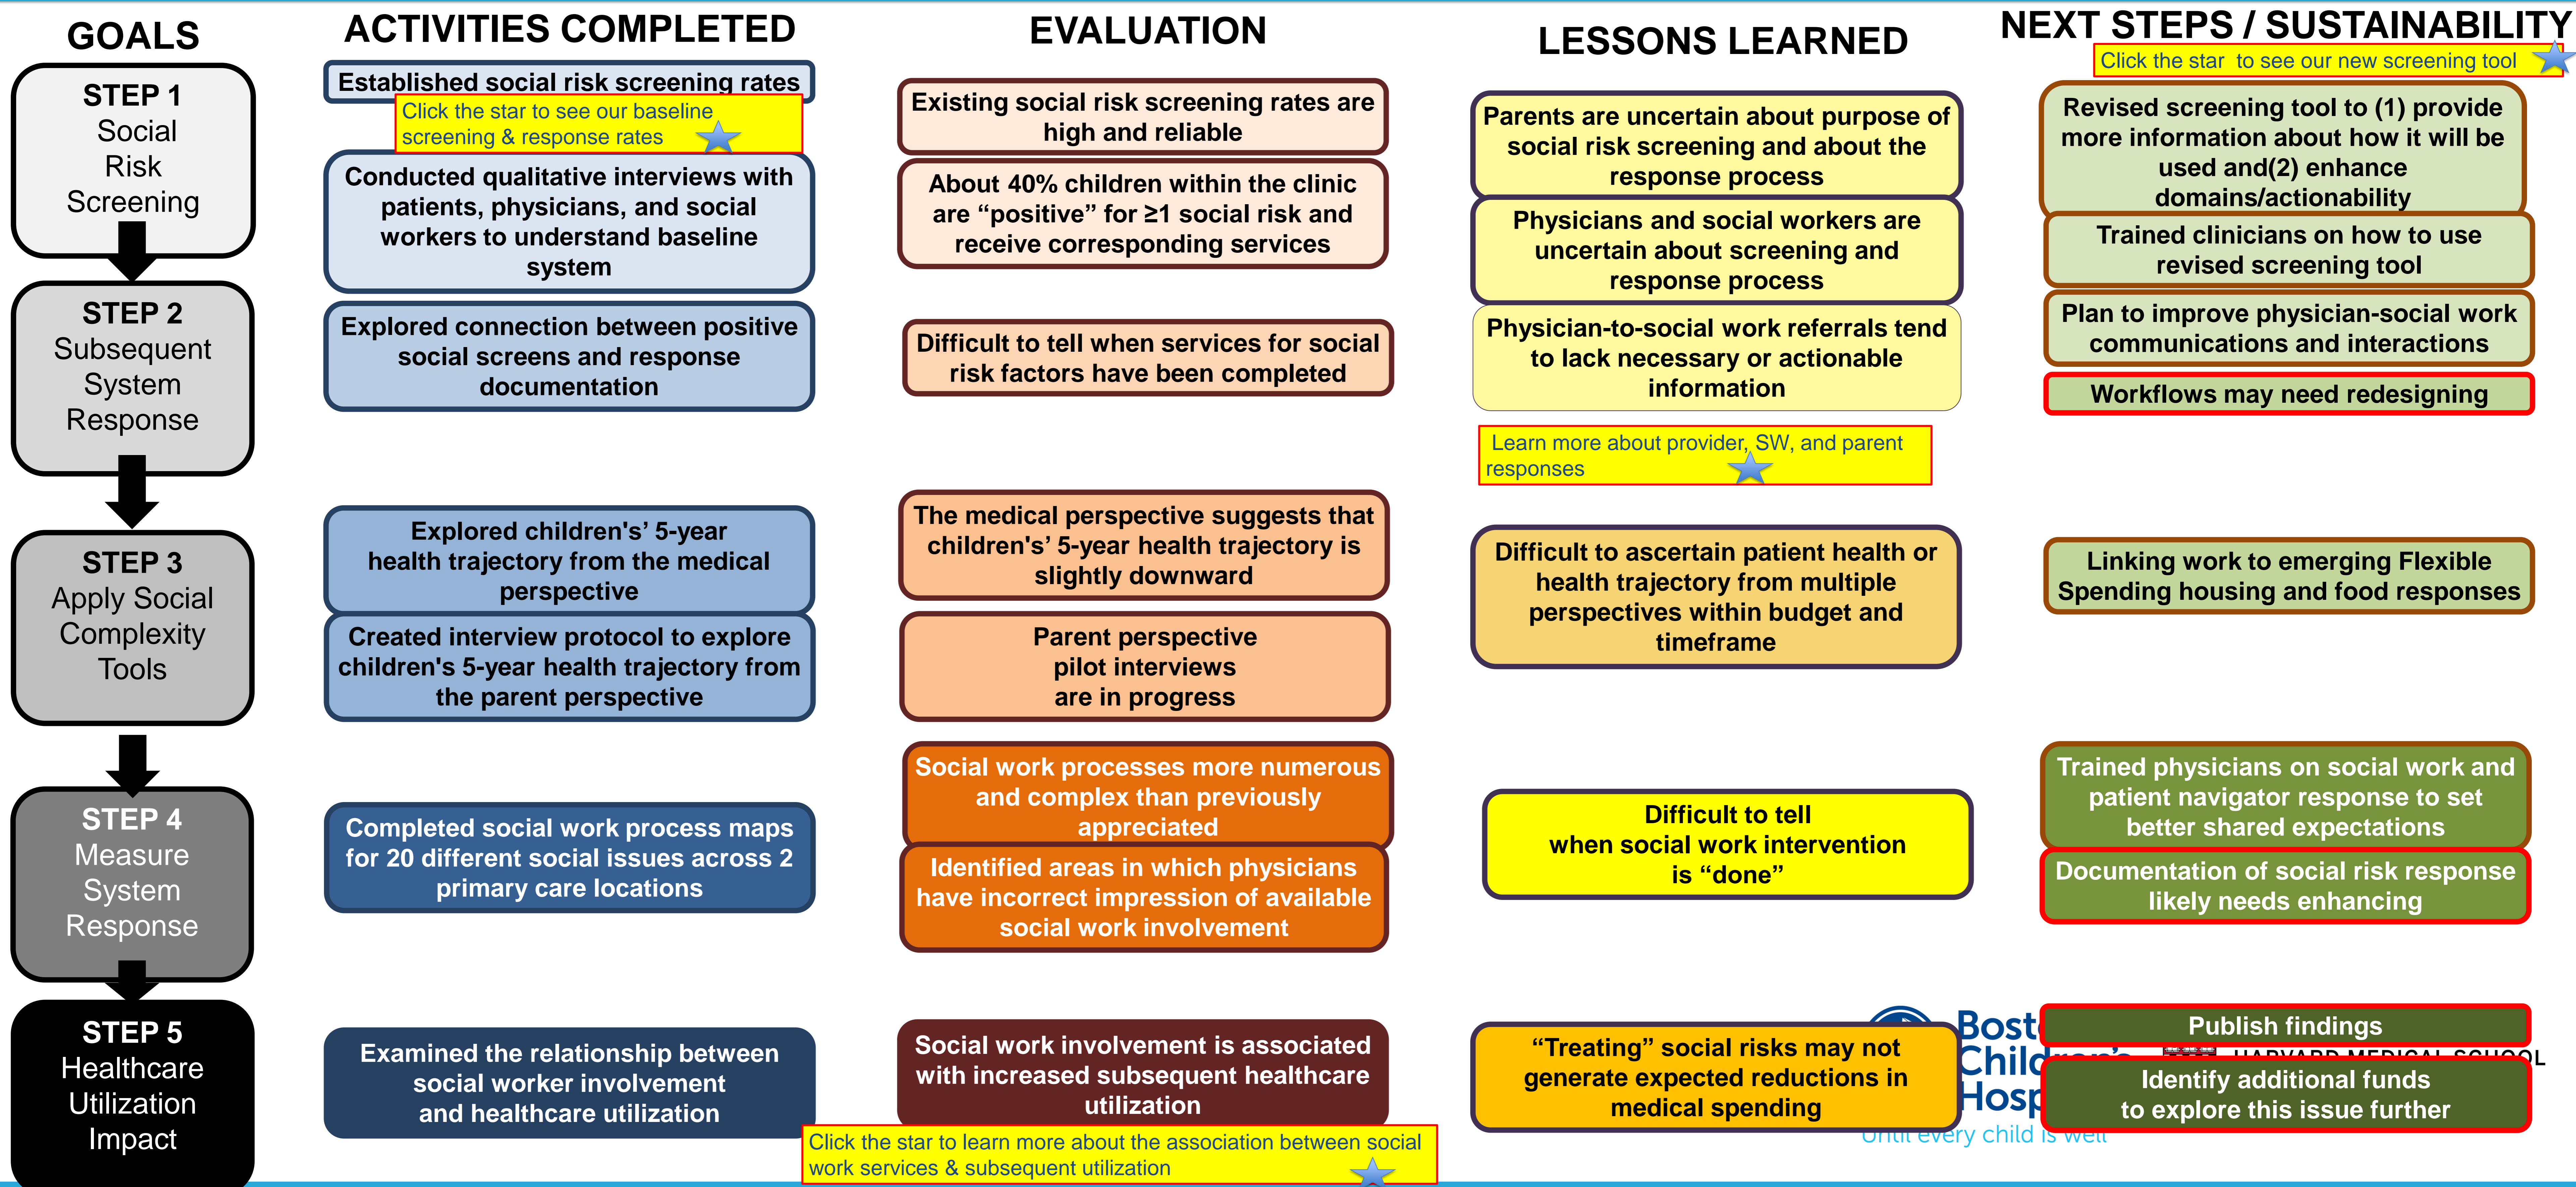 GOALS
STEP 1
Social
Risk
Screening
STEP 2
Subsequent
System
Response
STEP 3
Apply Social
Complexity
Tools
STEP 4
Measure
System
Response
STEP 5
Healthcare
Utilization
Impact
ACTIVITIES COMPLETED
Established social risk screening rates
Click the star to see our baseline
screening & response rates
Conducted qualitative interviews with
patients, physicians, and social
workers to understand baseline
system
Explored connection between positive
social screens and response
documentation
Explored children's’ 5-year
health trajectory from the medical
perspective
Created interview protocol to explore
children's 5-year health trajectory from
the parent perspective
Completed social work process maps
for 20 different social issues across 2
primary care locations
Examined the relationship between
social worker involvement
and healthcare utilization
EVALUATION
Existing social risk screening rates are
high and reliable
About 40% children within the clinic
are “positive” for ≥1 social risk and
receive corresponding services
Difficult to tell when services for social
risk factors have been completed
The medical perspective suggests that
children's’ 5-year health trajectory is
slightly downward
Parent perspective
pilot interviews
are in progress
Social work processes more numerous
and complex than previously
appreciated
Identified areas in which physicians
have incorrect impression of available
social work involvement
Social work involvement is associated
with increased subsequent healthcare
utilization
Click the star to learn more about the association between social
work services & subsequent utilization
LESSONS LEARNED
Parents are uncertain about purpose of
social risk screening and about the
response process
Physicians and social workers are
uncertain about screening and
response process
Physician-to-social work referrals tend
to lack necessary or actionable
information
Learn more about provider, SW, and parent
responses
Difficult to ascertain patient health or
health trajectory from multiple
perspectives within budget and
timeframe
Difficult to tell
when social work intervention
is “done”
“Treating” social risks may not
generate expected reductions in
medical spending
NEXT STEPS / SUSTAINABILITY
Click the star  to see our new screening tool
Revised screening tool to (1) provide
more information about how it will be
used and(2) enhance
domains/actionability
Trained clinicians on how to use
revised screening tool
Plan to improve physician-social work
communications and interactions
Workflows may need redesigning
Linking work to emerging Flexible
Spending housing and food responses
Trained physicians on social work and
patient navigator response to set
better shared expectations
Documentation of social risk response
likely needs enhancing
Publish findings
Identify additional funds
to explore this issue further
Children's
HARVARD MEDICAL SCHOOL
Until every child is well